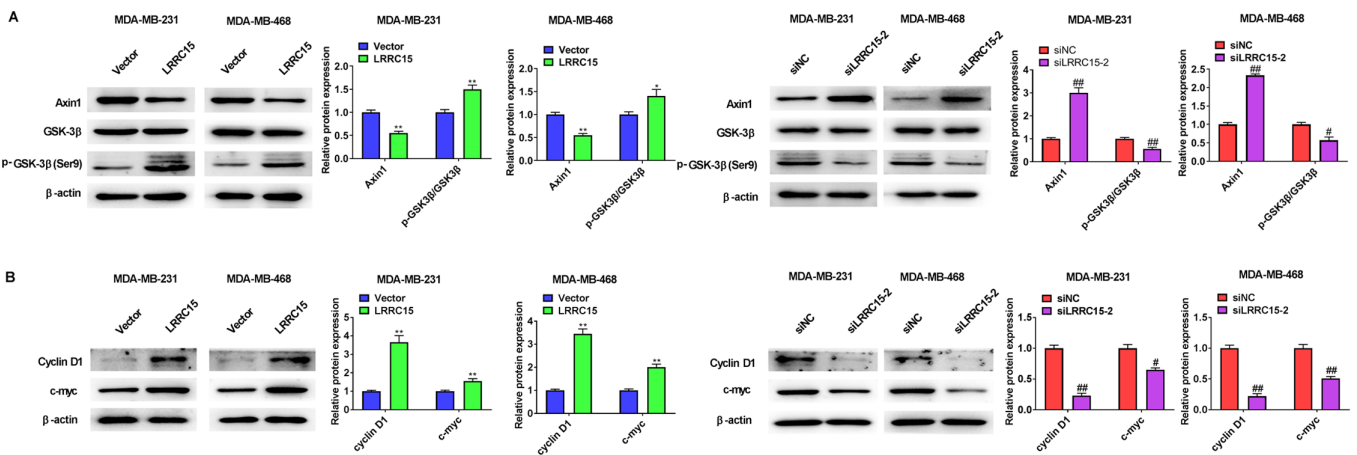 A
MDA-MB-231
MDA-MB-468
Vector
LRRC15
Vector
LRRC15
Axin1
GSK-3β
p-GSK-3β (Ser9)
β-actin
MDA-MB-231
Vector
LRRC15
Relative protein expression
2.0
1.5
1.0
0.5
0.0
**
**
Axin1
p-GSK3β/GSK3β
MDA-MB-468
Vector
LRRC15
Relative protein expression
2.0
1.5
1.0
0.5
0.0
**
*
Axin1
p-GSK3β/GSK3β
MDA-MB-231
MDA-MB-468
siNC
siLRRC15-2
siNC
siLRRC15-2
Axin1
GSK-3β
p-GSK-3β (Ser9)
β-actin
MDA-MB-231
siNC
siLRRC15-2
Relative protein expression
4
3
2
1
0
##
##
Axin1
p-GSK3β/GSK3β
MDA-MB-468
siNC
siLRRC15-2
Relative protein expression
2.5
2.0
1.5
1.0
0.5
0.0
##
#
Axin1
p-GSK3β/GSK3β
B
MDA-MB-231
MDA-MB-468
Vector
LRRC15
Vector
LRRC15
Cyclin D1
c-myc
β-actin
MDA-MB-231
Vector
LRRC15
Relative protein expression
5
4
3
2
1
0
**
**
cyclin D1
c-myc
MDA-MB-468
Vector
LRRC15
Relative protein expression
4
3
2
1
0
**
**
cyclin D1
c-myc
MDA-MB-231
MDA-MB-468
siNC
siLRRC15-2
siNC
siLRRC15-2
Cyclin D1
c-myc
β-actin
MDA-MB-231
siNC
siLRRC15-2
Relative protein expression
1.5
1.0
0.5
0.0
##
#
cyclin D1
c-myc
MDA-MB-468
siNC
siLRRC15-2
Relative protein expression
1.5
1.0
0.5
0.0
##
##
cyclin D1
c-myc